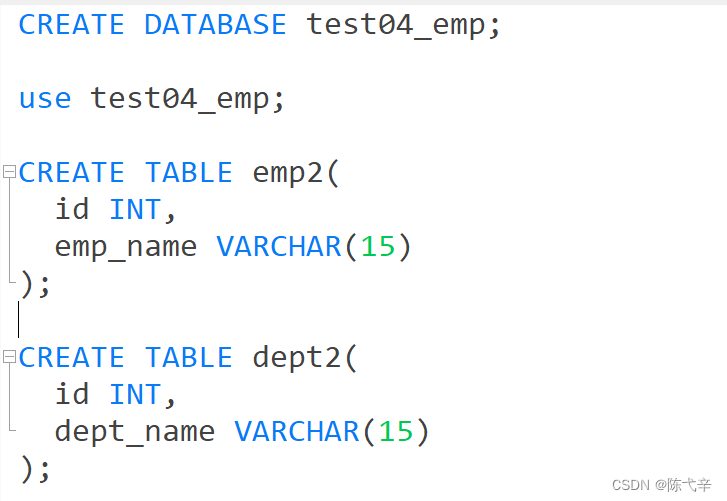 CREATE DATABASE test04_emp;
use test04_emp;
CREATE TABLE emp2(
  id INT,
  emp_name VARCHAR(15)
);
CREATE TABLE dept2(
  id INT,
  dept_name VARCHAR(15)
);
CSDN @陈弋辛